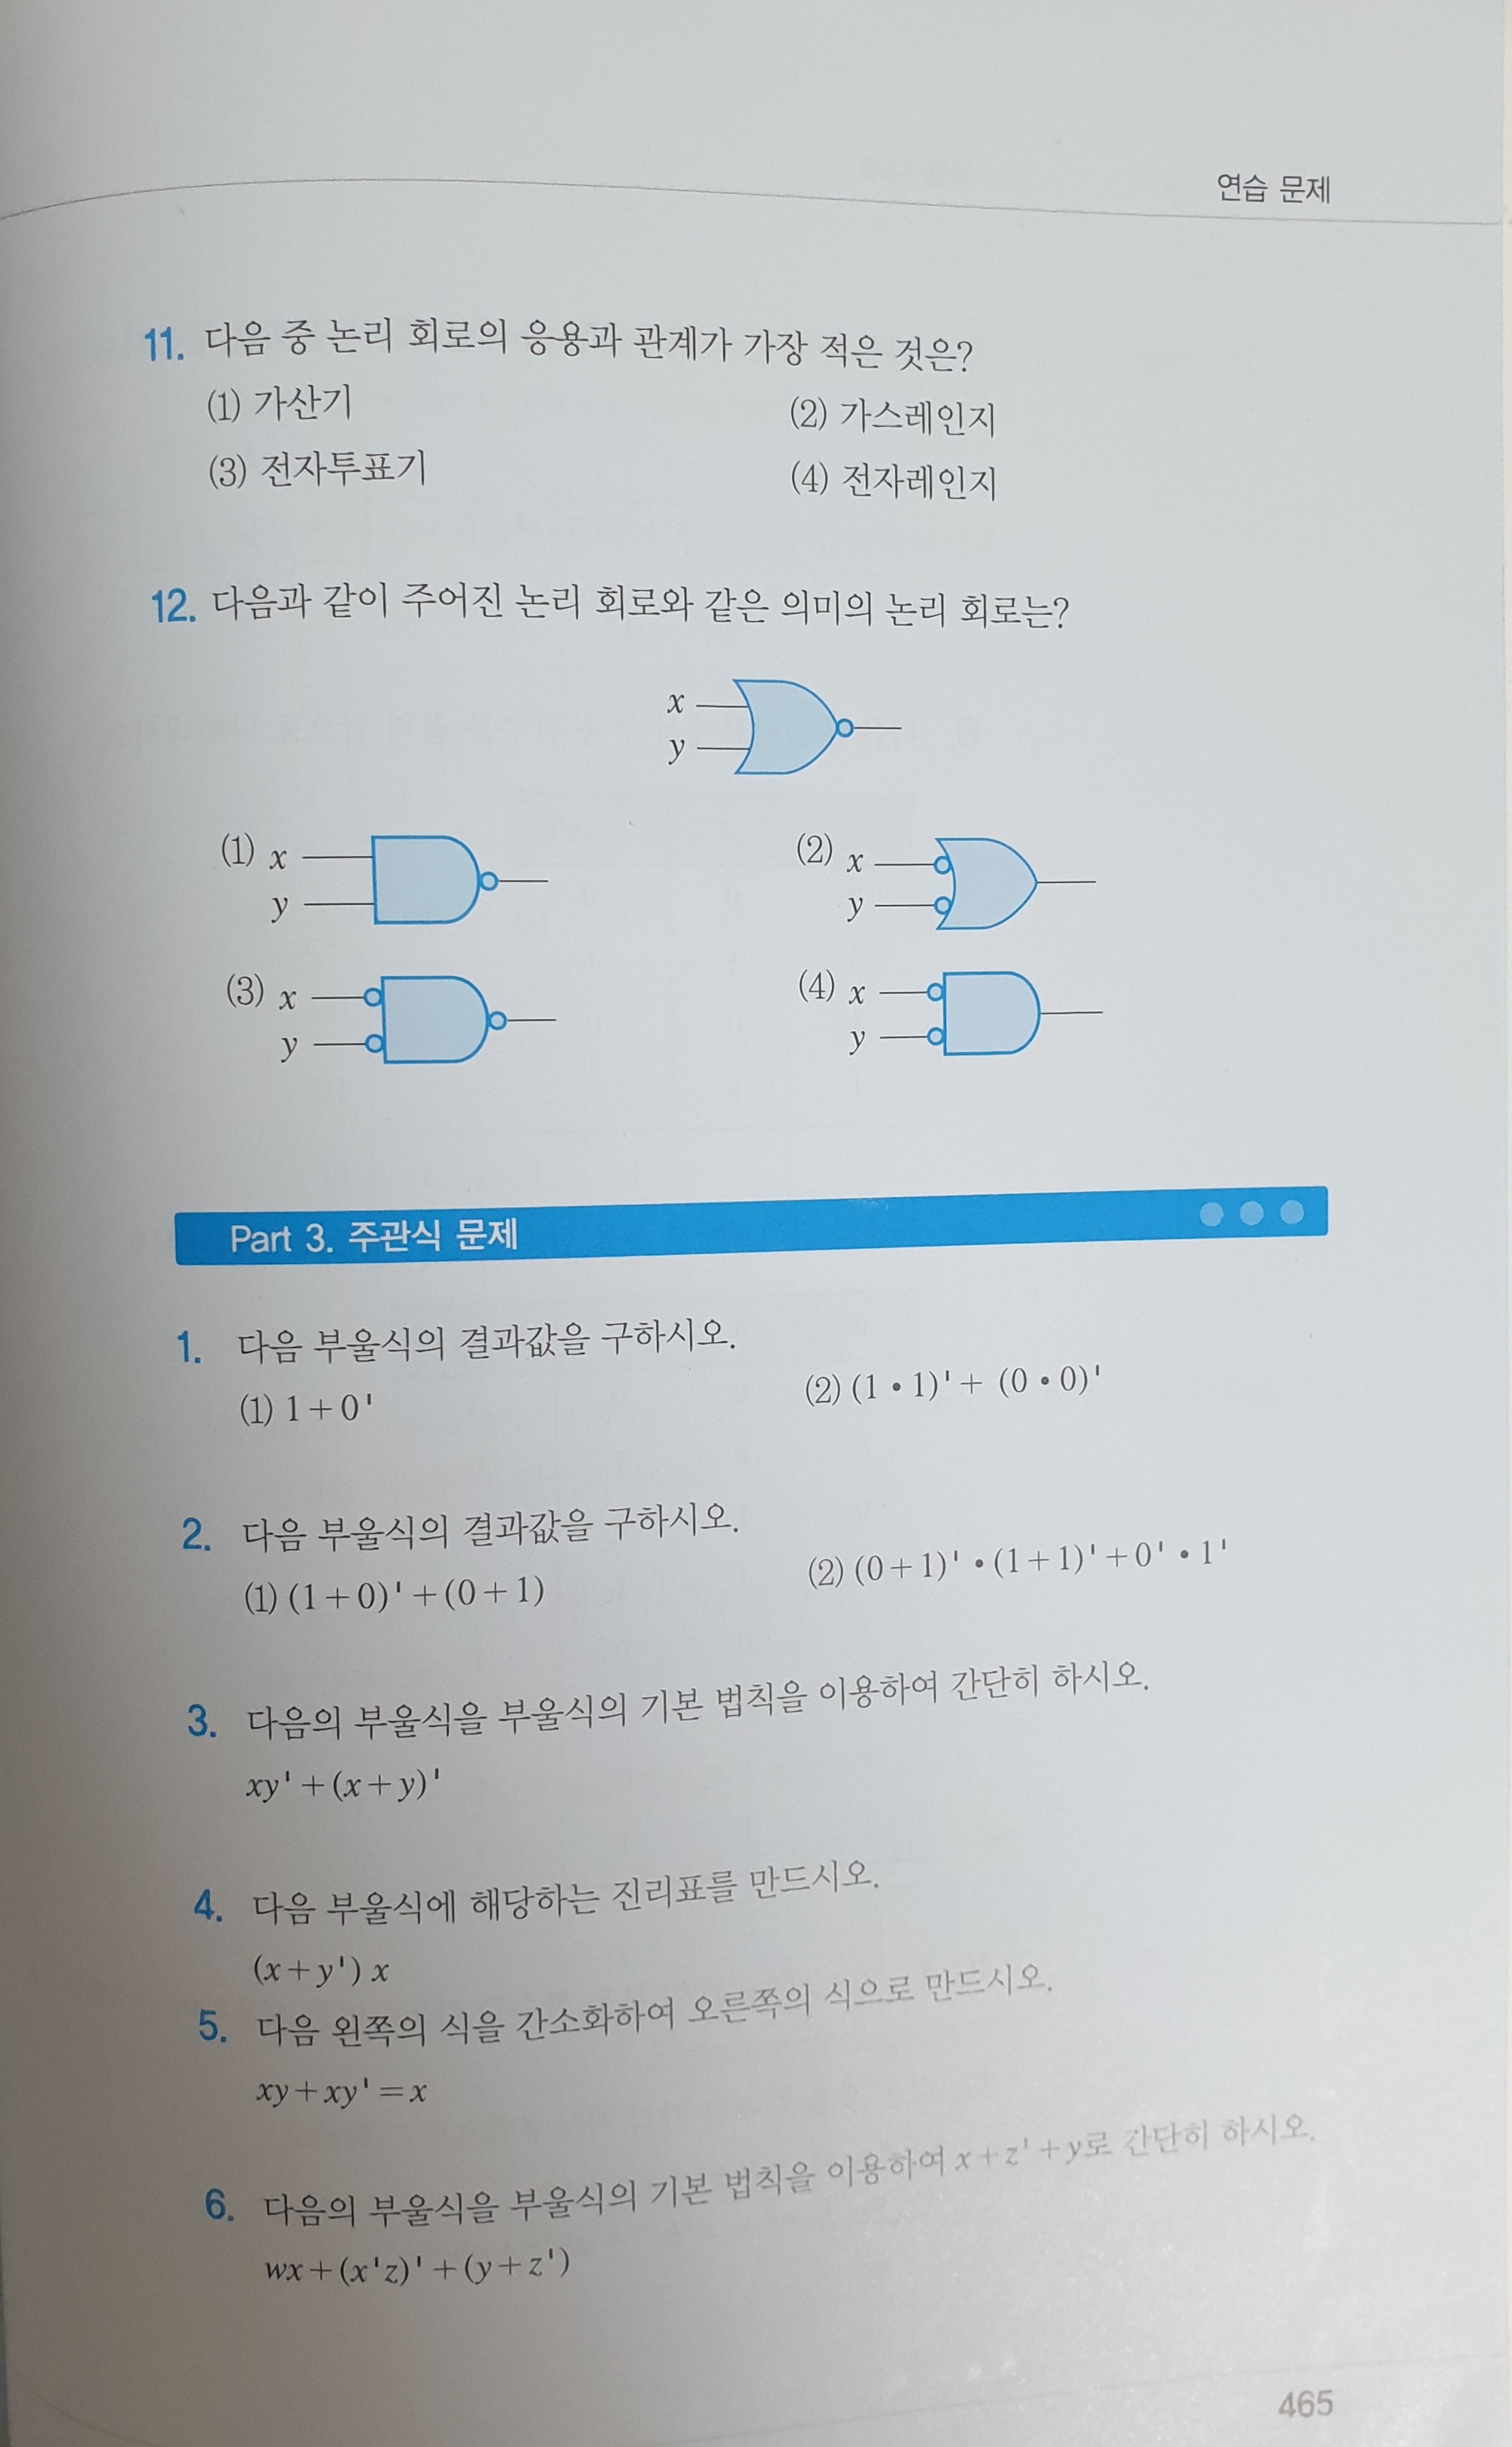 연습 문제
11. 다음 중 논리 회로의 응용과 관계가 가장 적은 것은?
(1) 가산기 (2) 가스레인지
(3) 전자투표기 (4) 전자레인지
12. 다음과 같이 주어진 논리 회로와 같은 의미의 논리 회로는?
x
y
(1) x (2) x
y y
(3) x (4) x
y y
Part 3. 주관식 문제
1. 다음 부울식의 결과값을 구하시오.
(1) 1+0' (2) (1•1)'+(0•0)'
2. 다음 부울식의 결과값을 구하시오.
(1) (1+0)'+(0+1) (2) (0+1)'•(1+1)'+0'•1'
3. 다음의 부울식을 부울식의 기본 법칙을 이용하여 간단히 하시오.
xy'+(x+y)'
4. 다음 부울식에 해당하는 진리표를 만드시오.
(x+y') x
5. 다음 왼쪽의 식을 간소화하여 오른쪽의 식으로 만드시오.
xy+xy'=x
6. 다음의 부울식을 부울식의 기본 법칙을 이용하여 x+z'+y로 간단히 하시오.
wx+(x'z)'+(y+z')
465